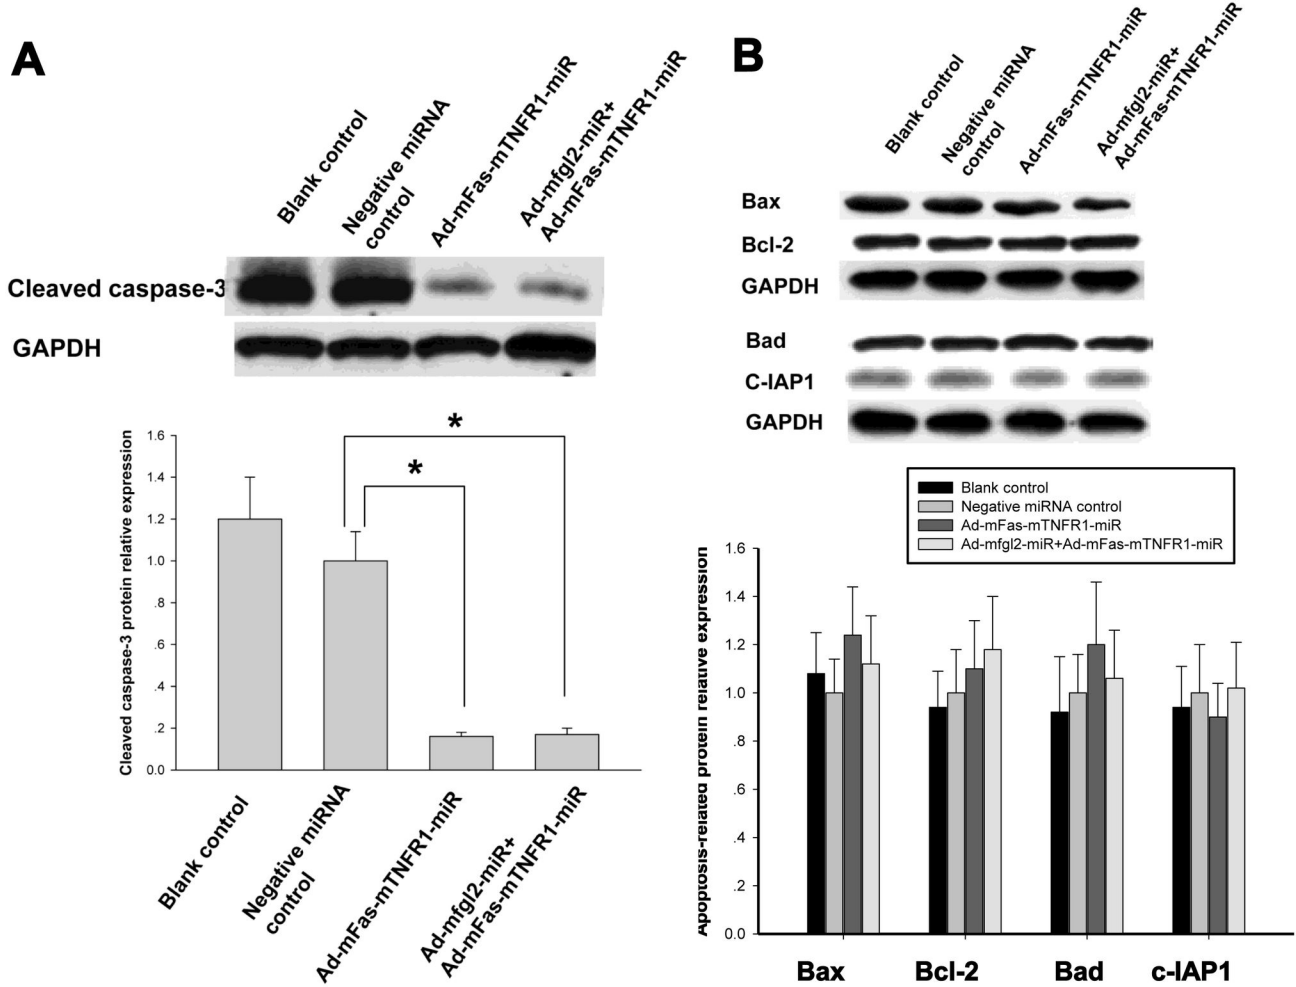 A
Blank control
Negative miRNA
control
Ad-mFas-mTNFR1-miR
Ad-mfgl2-miR+
Ad-mFas-mTNFR1-miR
Cleaved caspase-3
GAPDH
*
*
Cleaved caspase-3 protein relative expression
1.6
1.4
1.2
1.0
.8
.6
.4
.2
0.0
Blank control
Negative miRNA
control
Ad-mFas-mTNFR1-miR
Ad-mfgl2-miR+
Ad-mFas-mTNFR1-miR
B
Blank control
Negative miRNA
control
Ad-mFas-mTNFR1-miR
Ad-mfgl2-miR+
Ad-mFas-mTNFR1-miR
Bax
Bcl-2
GAPDH
Bad
C-IAP1
GAPDH
Blank control
Negative miRNA control
Ad-mFas-mTNFR1-miR
Ad-mfgl2-miR+Ad-mFas-mTNFR1-miR
Apoptosis-related protein relative expression
1.6
1.4
1.2
1.0
.8
.6
.4
.2
0.0
Bax
Bcl-2
Bad
c-IAP1